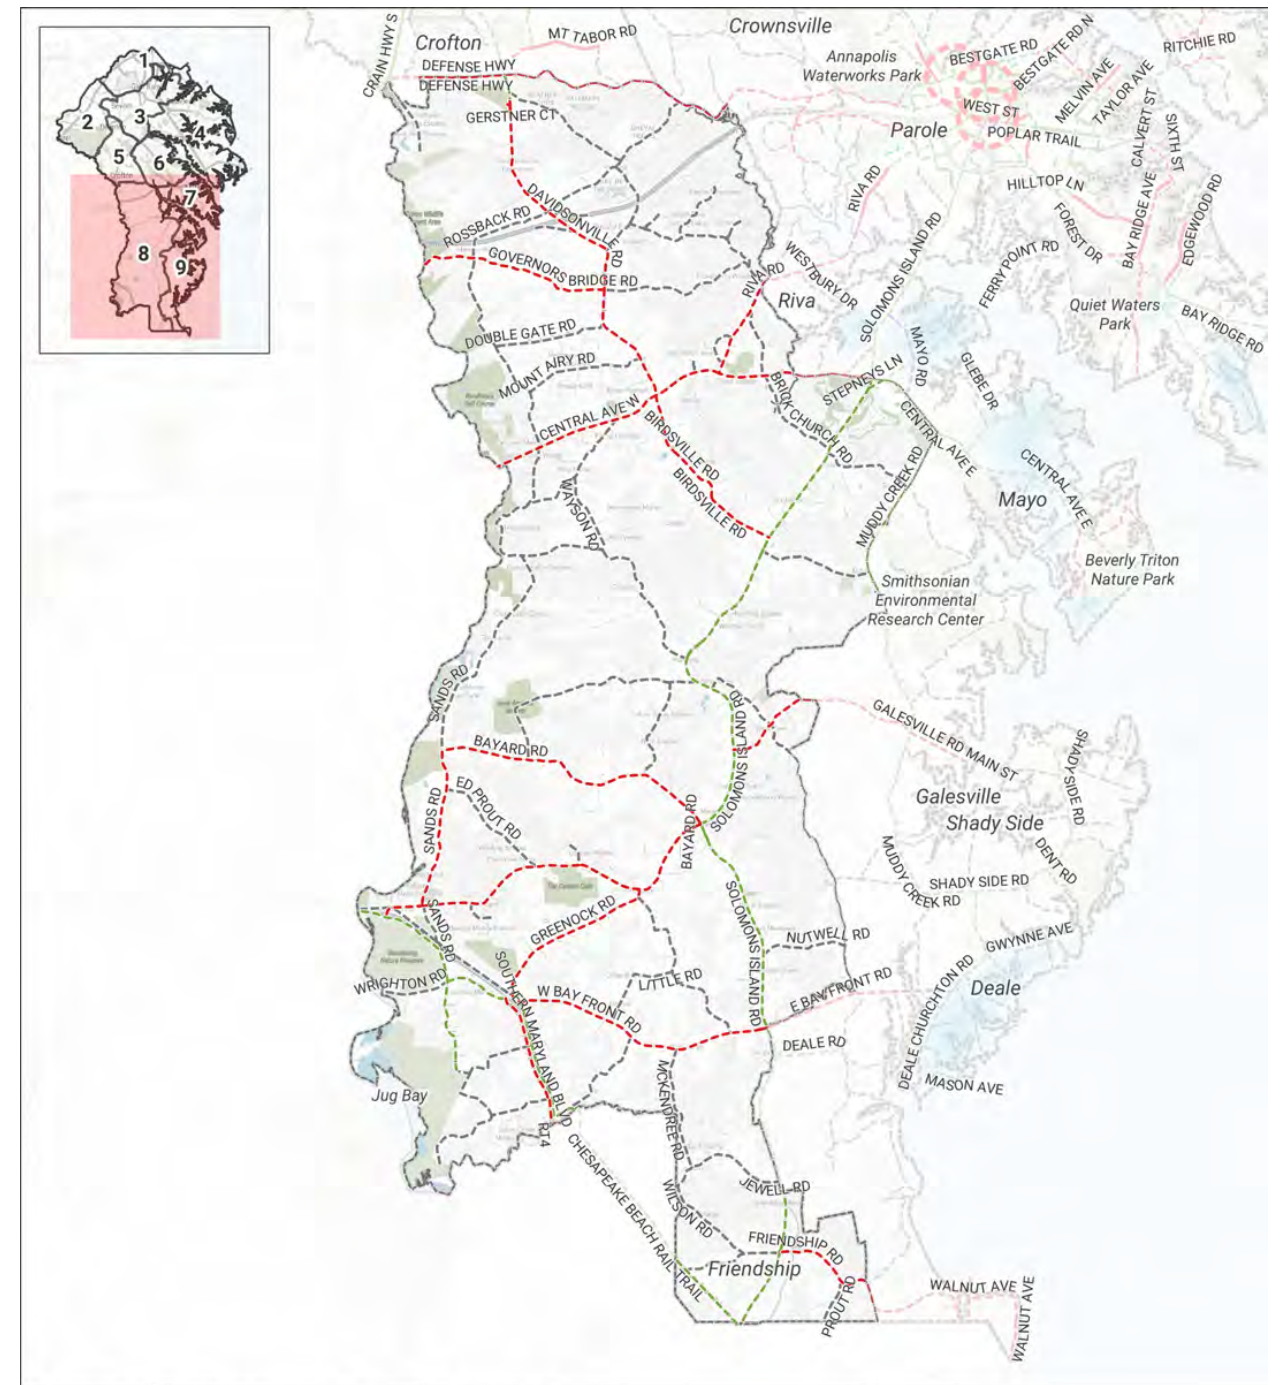 1
2
3
4
5
6
7
8
9
Crofton
CRAIN HWY S
Crofton
MT TABOR RD
Crownsville
DEFENSE HWY
DEFENSE HWY
GERSTNER CT
Annapolis
Waterworks Park
BESTGATE RD
BESTGATE RD N
RITCHIE RD
MELVIN AVE
TAYLOR AVE
WEST ST
Parole
POPLAR TRAIL
CALVERT ST
SIXTH ST
HILLTOP LN
RIVA RD
DAVIDSONVILLE RD
ROSSBACK RD
GOVERNORS BRIDGE RD
RIVA RD
WESTBURY DR
Riva
SOLOMONS ISLAND RD
FERRY POINT RD
FOREST DR
BAY RIDGE AVE
EDGEWOOD RD
Quiet Waters
Park
BAY RIDGE RD
DOUBLE GATE RD
MOUNT AIRY RD
CENTRAL AVE W
STEPNEYS LN
MAYO RD
GLEBE DR
BRICK CHURCH RD
CENTRAL AVE E
BIRDSVILLE RD
BIRDSVILLE RD
MUDDY CREEK RD
CENTRAL AVE E
Mayo
WAYSON RD
Beverly Triton
Nature Park
Smithsonian
Environmental
Research Center
SANDS RD
SOLOMONS ISLAND RD
GALESVILLE RD MAIN ST
SHADY SIDE RD
BAYARD RD
SANDS RD
ED PROUT RD
BAYARD RD
SOLOMONS ISLAND RD
Galesville
Shady Side
MUDDY CREEK RD
SHADY SIDE RD
DENT RD
SANDS RD
GREENOCK RD
SOLOMONS ISLAND RD
NUTWELL RD
GWYNNE AVE
WRIGHTON RD
SOUTHERN MARYLAND BLVD
W BAY FRONT RD
LITTLE RD
E BAY FRONT RD
DEALE CHURCHTON RD
Deale
DEALE RD
MASON AVE
Jug Bay
RT4
MCKENDREE RD
CHESAPEAKE BEACH RAIL TRAIL
JEWELL RD
WILSON RD
FRIENDSHIP RD
Friendship
PROUT RD
WALNUT AVE
WALNUT AVE